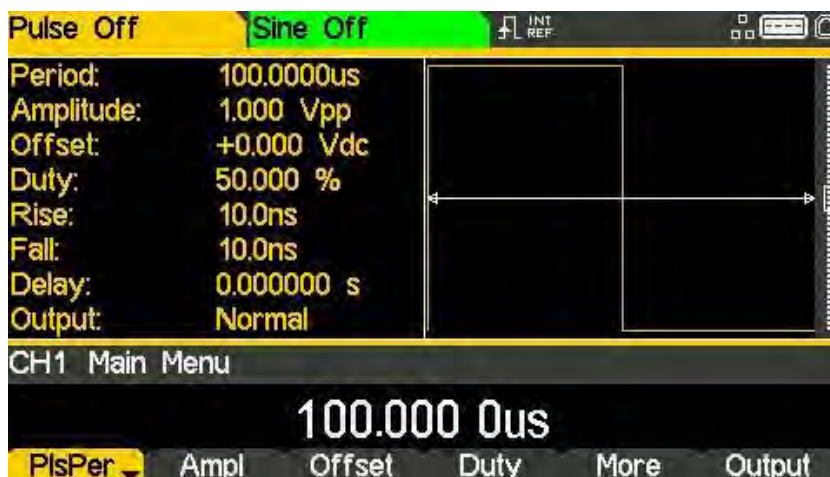 Pulse Off
Sine Off
INT
REF
Period: 100.0000us
Amplitude: 1.000 Vpp
Offset: +0.000 Vdc
Duty: 50.000 %
Rise: 10.0ns
Fall: 10.0ns
Delay: 0.000000 s
Output: Normal
CH1 Main Menu
100.000 0us
PlsPer Ampl Offset Duty More Output